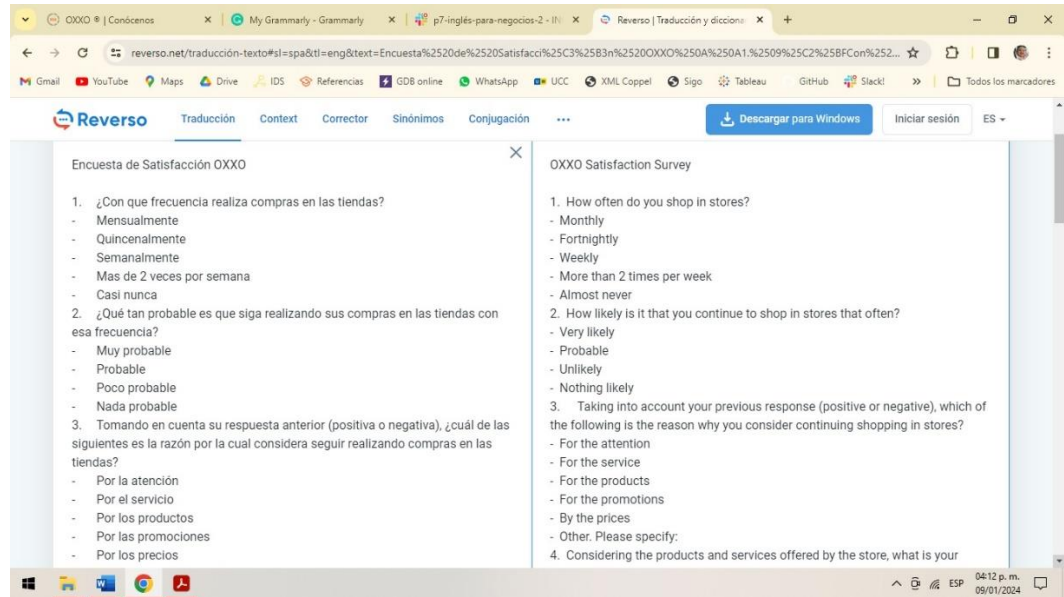 OXXO ® | Conócenos
My Grammarly - Grammarly
p7-inglés-para-negocios-2 - IN
Reverso | Traducción y dicciona
reverso.net/traducción-texto#sl=spa&tl=eng&text=Encuesta%2520de%2520Satisfacci%25C3%25B3n%2520OXXO%250A%250A1.%2509%25C2%25BFCon%252...
Gmail YouTube Maps Drive IDS Referencias GDB online WhatsApp UCC XML Coppel Sigo Tableau GitHub Slack! » Todos los marcadores
Reverso Traducción Context Corrector Sinónimos Conjugación ... Descargar para Windows Iniciar sesión ES
Encuesta de Satisfacción OXXO
1. ¿Con que frecuencia realiza compras en las tiendas?
- Mensualmente
- Quincenalmente
- Semanalmente
- Mas de 2 veces por semana
- Casi nunca
2. ¿Qué tan probable es que siga realizando sus compras en las tiendas con
esa frecuencia?
- Muy probable
- Probable
- Poco probable
- Nada probable
3. Tomando en cuenta su respuesta anterior (positiva o negativa), ¿cuál de las
siguientes es la razón por la cual considera seguir realizando compras en las
tiendas?
- Por la atención
- Por el servicio
- Por los productos
- Por las promociones
- Por los precios
OXXO Satisfaction Survey
1. How often do you shop in stores?
- Monthly
- Fortnightly
- Weekly
- More than 2 times per week
- Almost never
2. How likely is it that you continue to shop in stores that often?
- Very likely
- Probable
- Unlikely
- Nothing likely
3. Taking into account your previous response (positive or negative), which of
the following is the reason why you consider continuing shopping in stores?
- For the attention
- For the service
- For the products
- For the promotions
- By the prices
- Other. Please specify:
4. Considering the products and services offered by the store, what is your
ESP
04:12 p. m.
09/01/2024